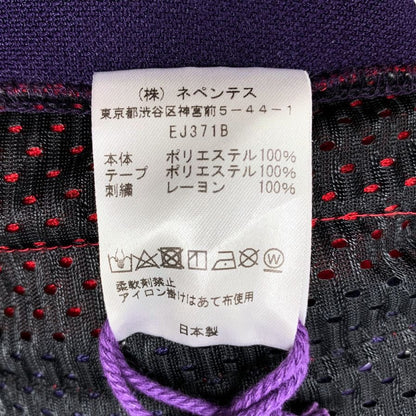 (株) ネペンテス
東京都渋谷区神宮前5-44-1
EJ371B
本体 ポリエステル100%
テープ ポリエステル100%
刺繍 レーヨン 100%
柔軟剤禁止
アイロン掛けはあて布使用
日本製